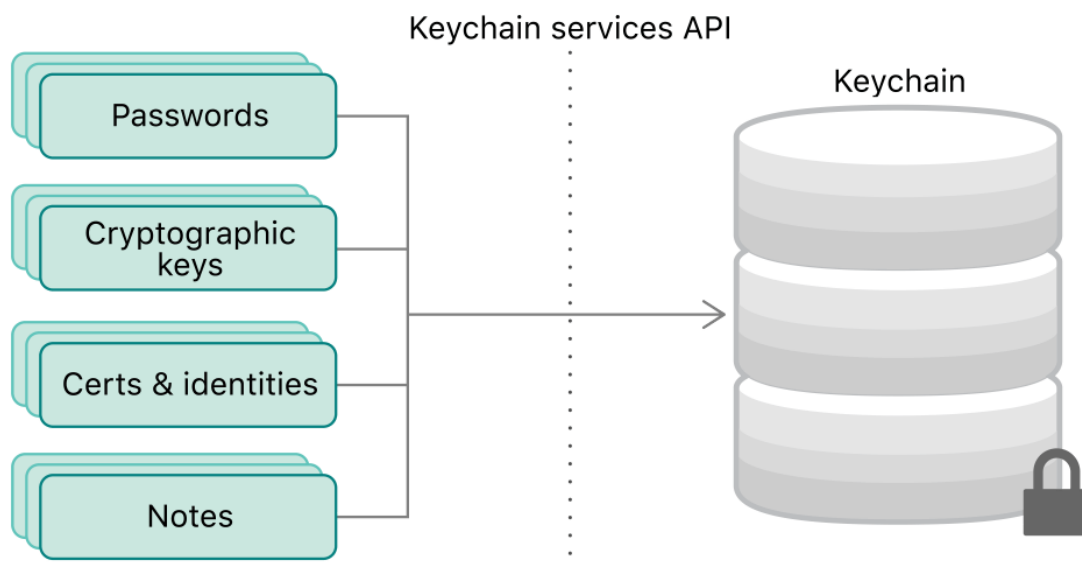 Keychain services API
Keychain
Passwords
Cryptographic
keys
Certs & identities
Notes